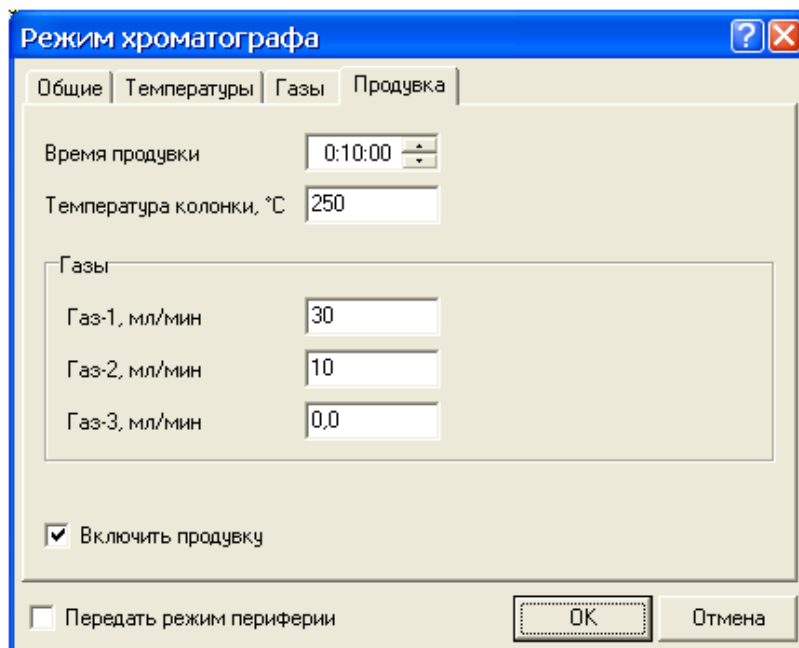 Режим хроматографа
Общие Температуры Газы Продувка
Время продувки 0:10:00
Температура колонки, °C 250
Газы
Газ-1, мл/мин 30
Газ-2, мл/мин 10
Газ-3, мл/мин 0,0
Включить продувку
Передать режим периферии OK Отмена